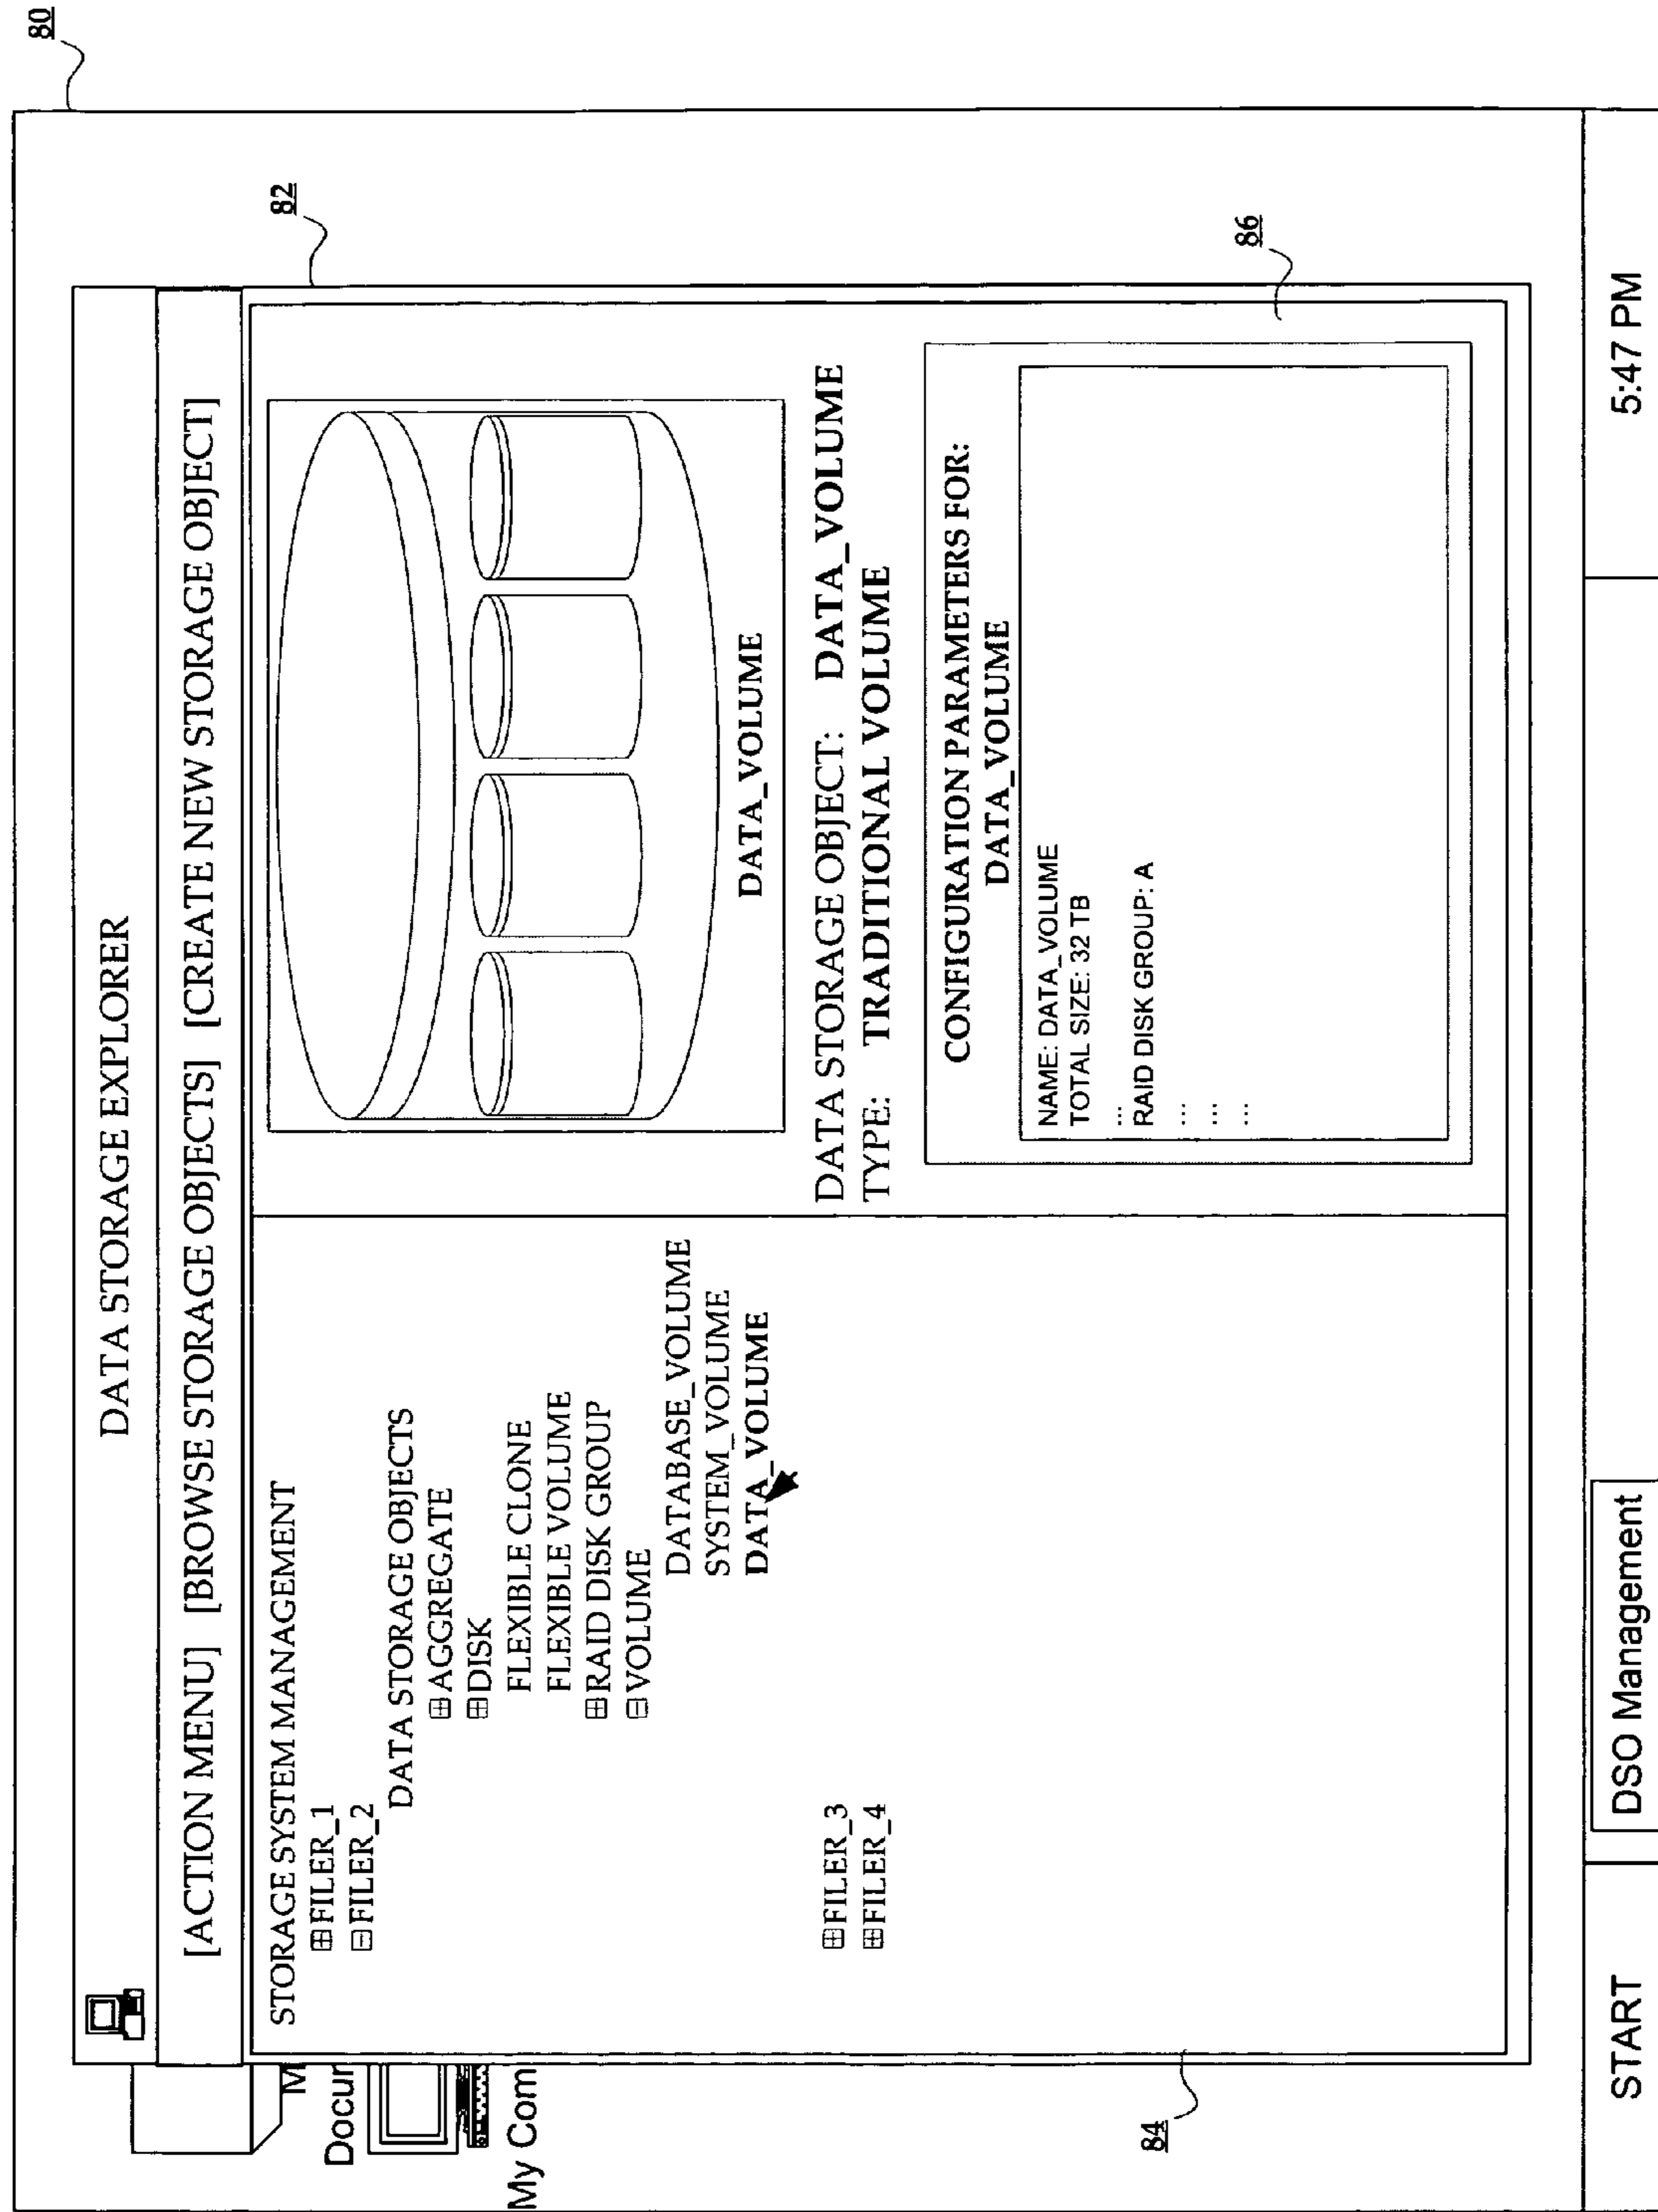 80
DATA STORAGE EXPLORER
[ACTION MENU] [BROWSE STORAGE OBJECTS] [CREATE NEW STORAGE OBJECT]
82
M
Docur
My Com
STORAGE SYSTEM MANAGEMENT
FILER_1
FILER_2
DATA STORAGE OBJECTS
AGGREGATE
DISK
FLEXIBLE CLONE
FLEXIBLE VOLUME
RAID DISK GROUP
VOLUME
DATABASE_VOLUME
SYSTEM_VOLUME
DATA_VOLUME
FILER_3
FILER_4
84
DATA_VOLUME
DATA STORAGE OBJECT: DATA_VOLUME
TYPE: TRADITIONAL VOLUME
CONFIGURATION PARAMETERS FOR:
DATA_VOLUME
NAME: DATA_VOLUME
TOTAL SIZE: 32 TB
...
RAID DISK GROUP: A
...
...
...
86
START
DSO Management
5:47 PM